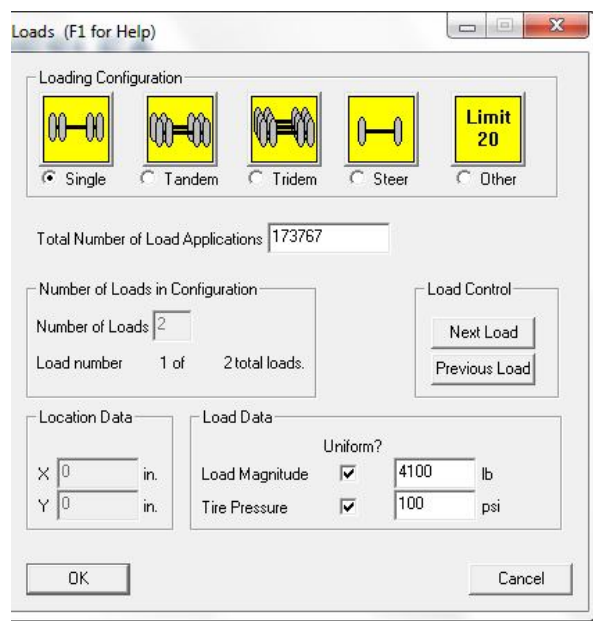 Loads (F1 for Help)
Loading Configuration
Limit
20
Single Tandem Tridem Steer Other
Total Number of Load Applications 173767
Number of Loads in Configuration
Number of Loads 2
Load number 1 of 2 total loads.
Load Control
Next Load
Previous Load
Location Data
X 0 in.
Y 0 in.
Load Data
Uniform?
Load Magnitude 4100 lb
Tire Pressure 100 psi
OK Cancel